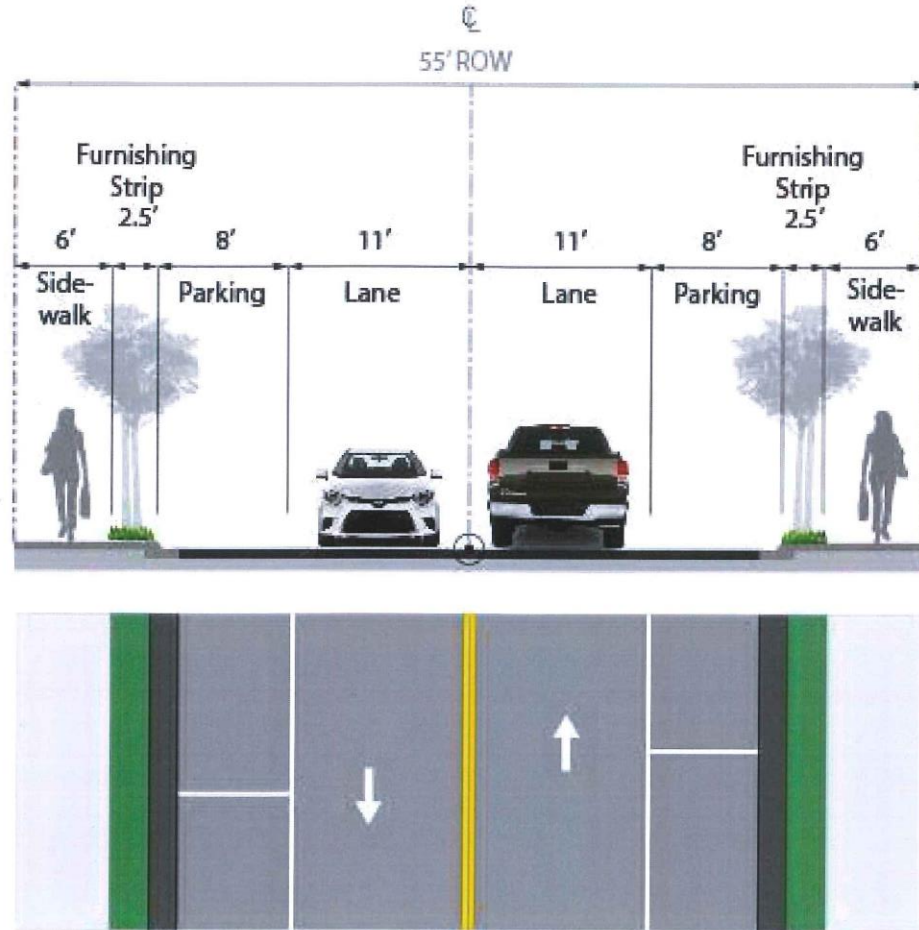 ℄
55' ROW
Furnishing
Strip
2.5'
Furnishing
Strip
2.5'
6' 8' 11' 11' 8' 6'
Side-
walk
Parking Lane Lane Parking
Side-
walk